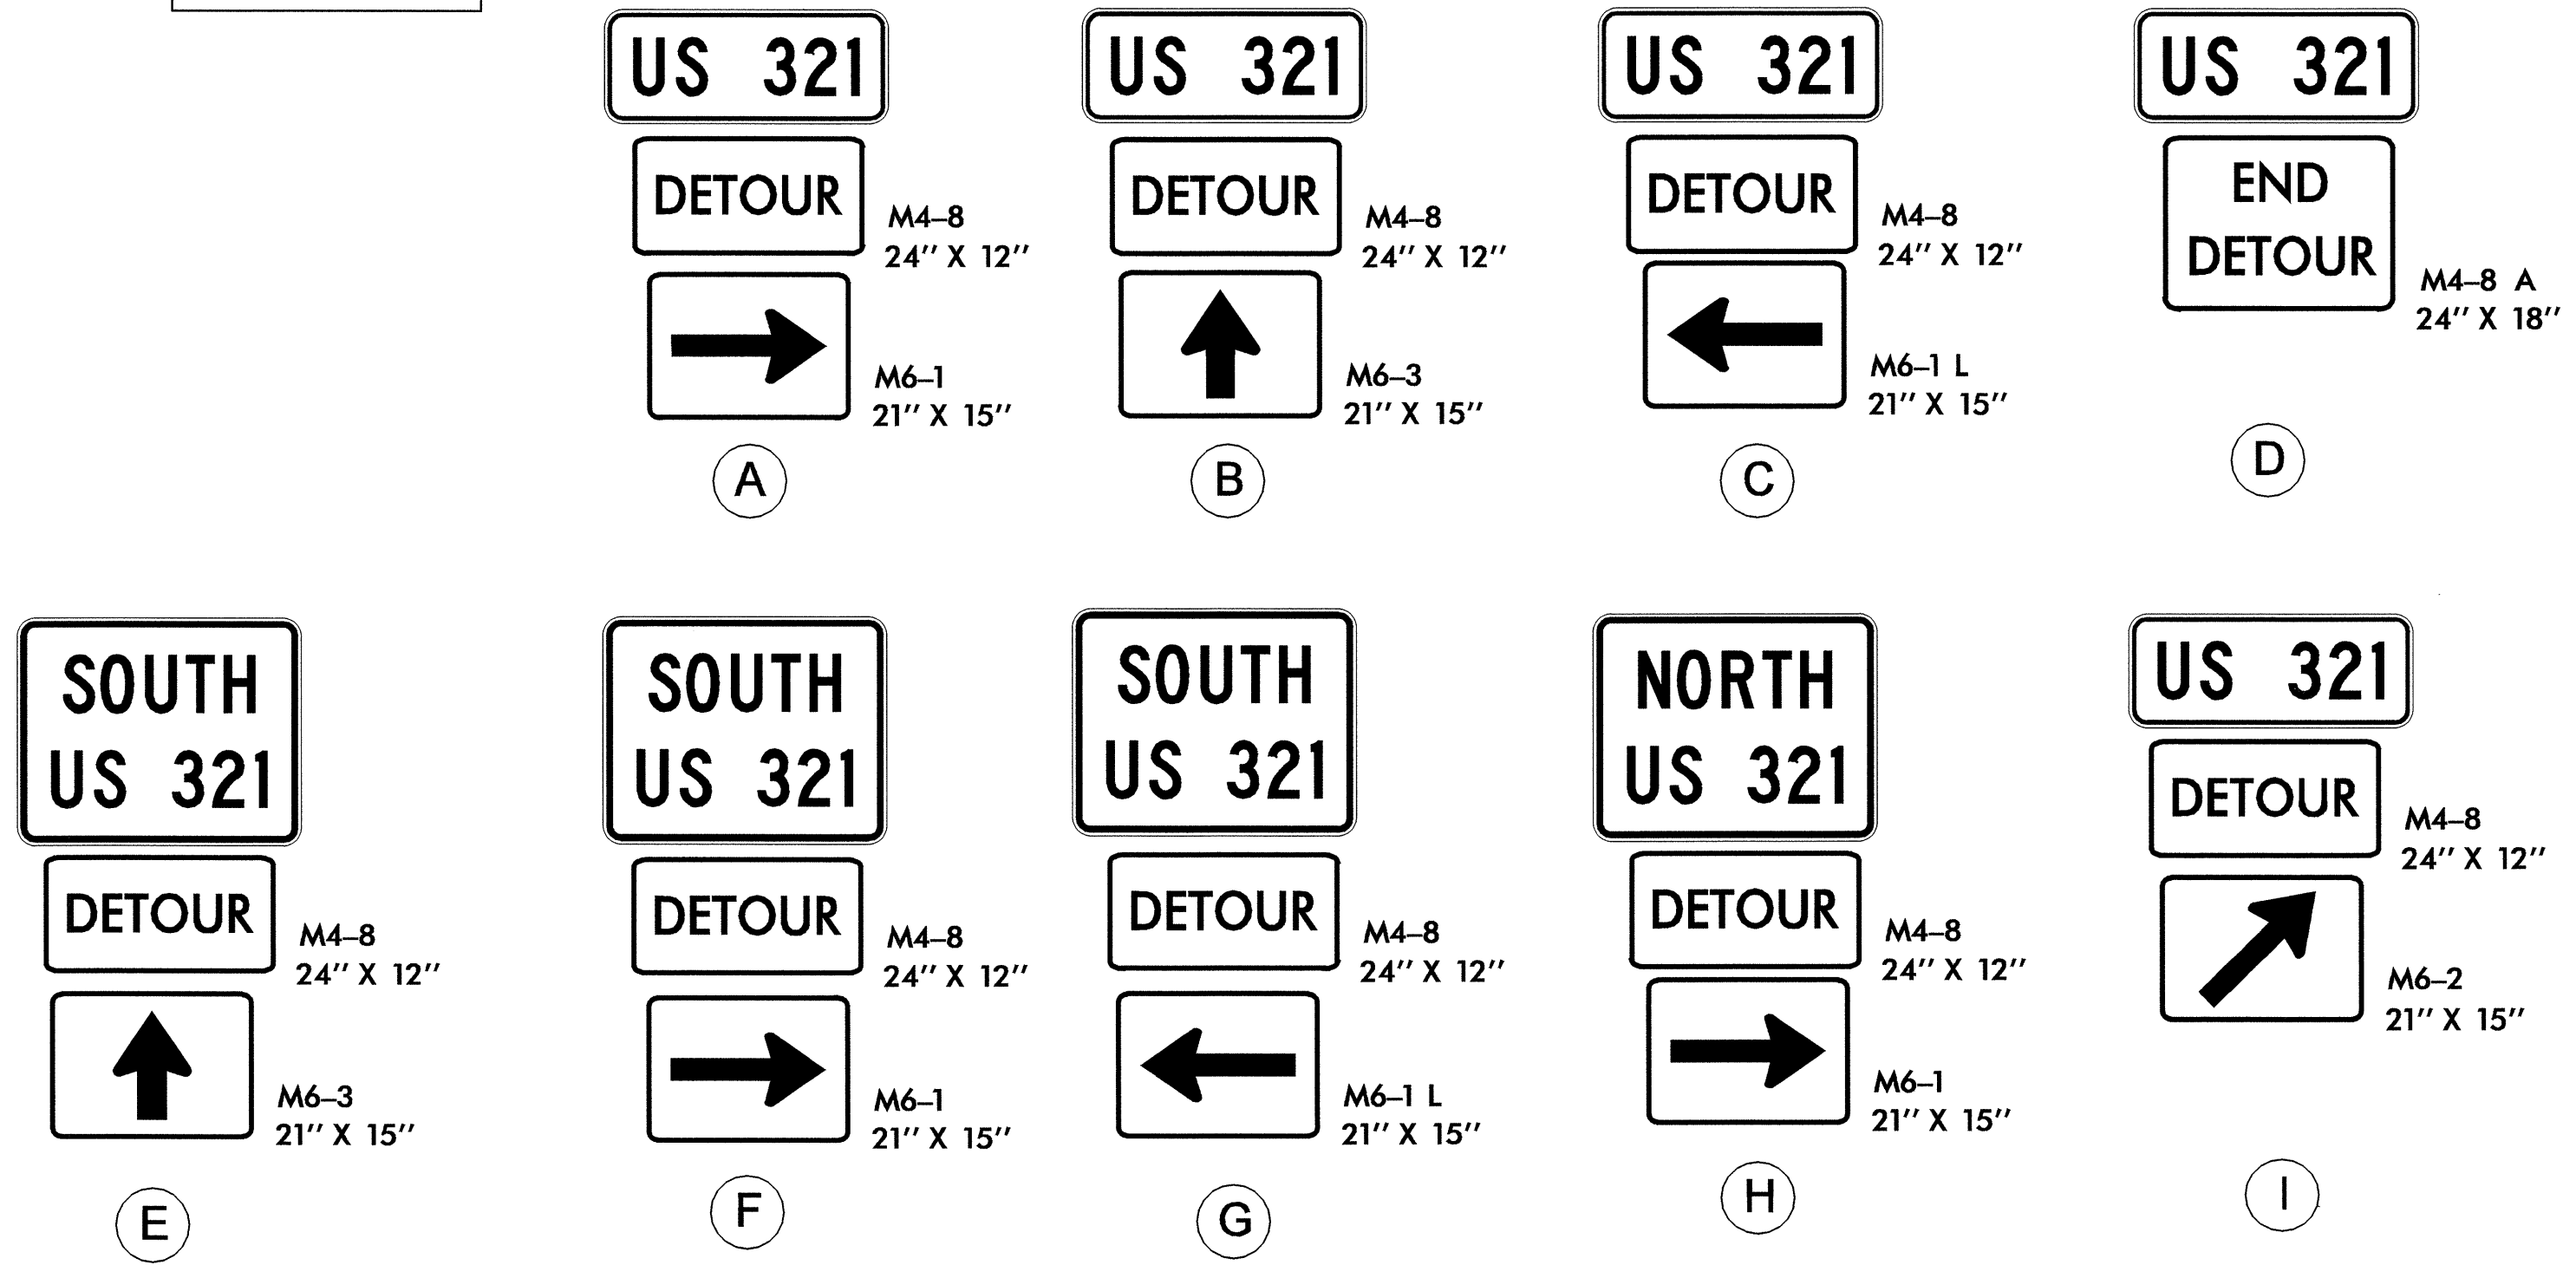 US 321
DETOUR
M4–8
24" X 12"
M6–1
21" X 15"
A
US 321
DETOUR
M4–8
24" X 12"
M6–3
21" X 15"
B
US 321
DETOUR
M4–8
24" X 12"
M6–1 L
21" X 15"
C
US 321
END
DETOUR
M4–8 A
24" X 18"
D
SOUTH
US 321
DETOUR
M4–8
24" X 12"
M6–3
21" X 15"
E
SOUTH
US 321
DETOUR
M4–8
24" X 12"
M6–1
21" X 15"
F
SOUTH
US 321
DETOUR
M4–8
24" X 12"
M6–1 L
21" X 15"
G
NORTH
US 321
DETOUR
M4–8
24" X 12"
M6–1
21" X 15"
H
US 321
DETOUR
M4–8
24" X 12"
M6–2
21" X 15"
I